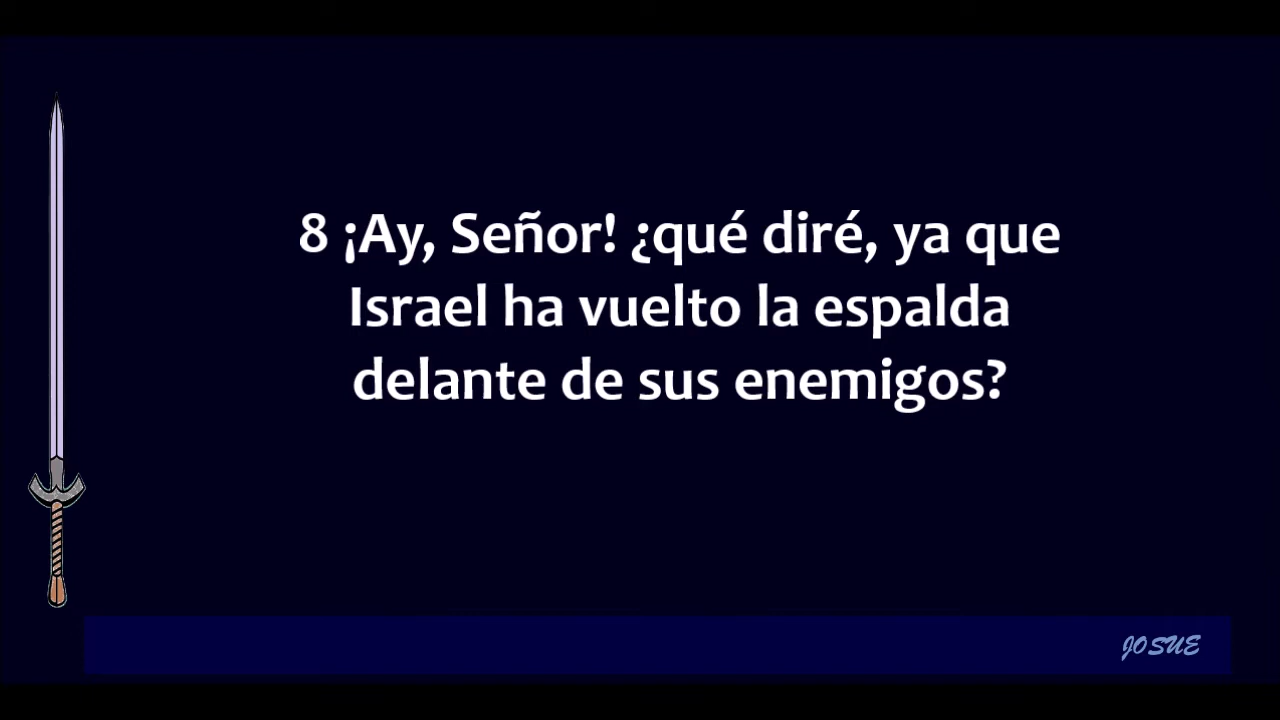 8 ¡Ay, Señor! ¿qué diré, ya que
Israel ha vuelto la espalda
delante de sus enemigos?
JOSUE